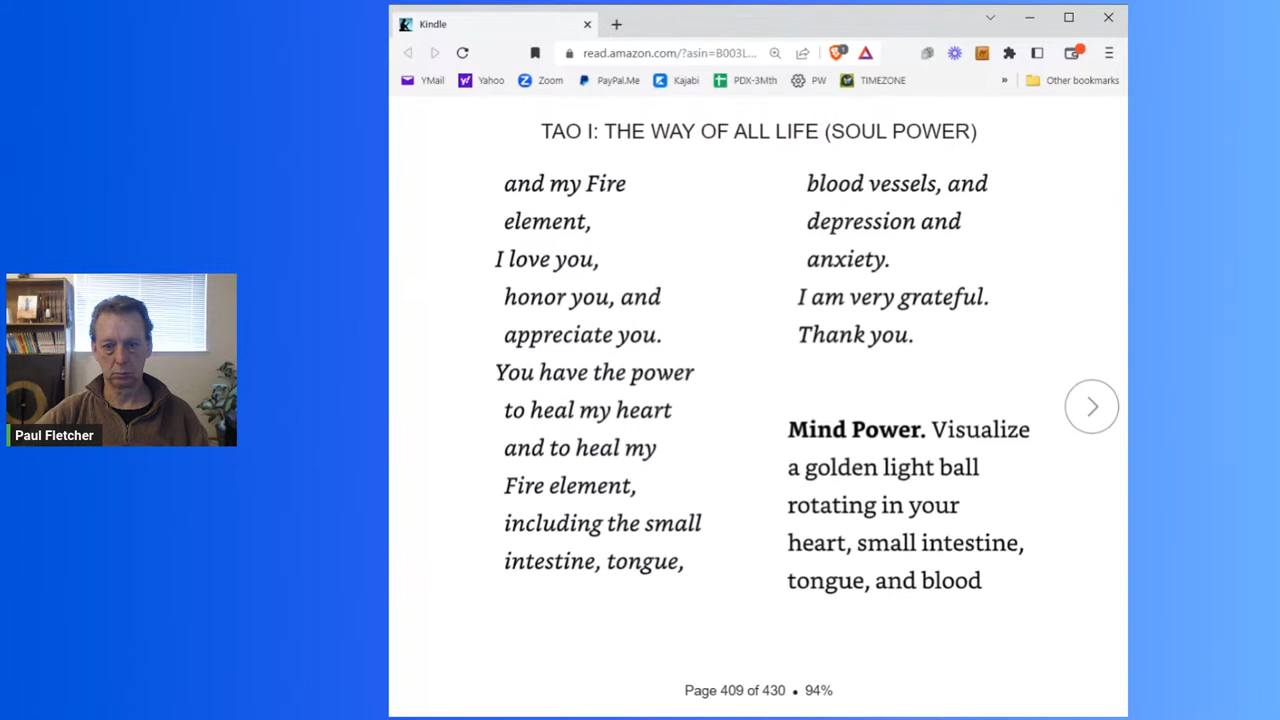 Kindle
read.amazon.com/?asin=B003L...
1
YMail
Yahoo
Zoom
PayPal.Me
Kajabi
PDX-3Mth
PW
TIMEZONE
»
Other bookmarks
TAO I: THE WAY OF ALL LIFE (SOUL POWER)
and my Fire
element,
I love you,
honor you, and
appreciate you.
You have the power
to heal my heart
and to heal my
Fire element,
including the small
intestine, tongue,
blood vessels, and
depression and
anxiety.
I am very grateful.
Thank you.
Mind Power. Visualize
a golden light ball
rotating in your
heart, small intestine,
tongue, and blood
Page 409 of 430 • 94%
Paul Fletcher